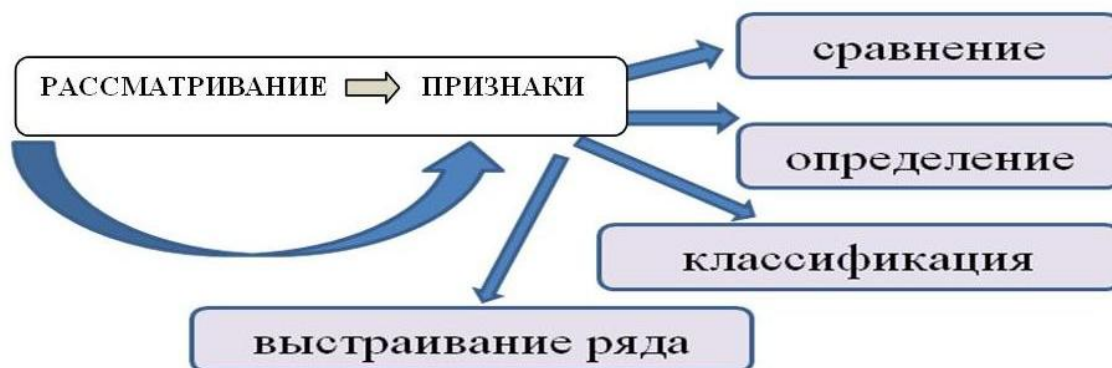 сравнение
РАССМАТРИВАНИЕ ПРИЗНАКИ
определение
классификация
выстраивание ряда